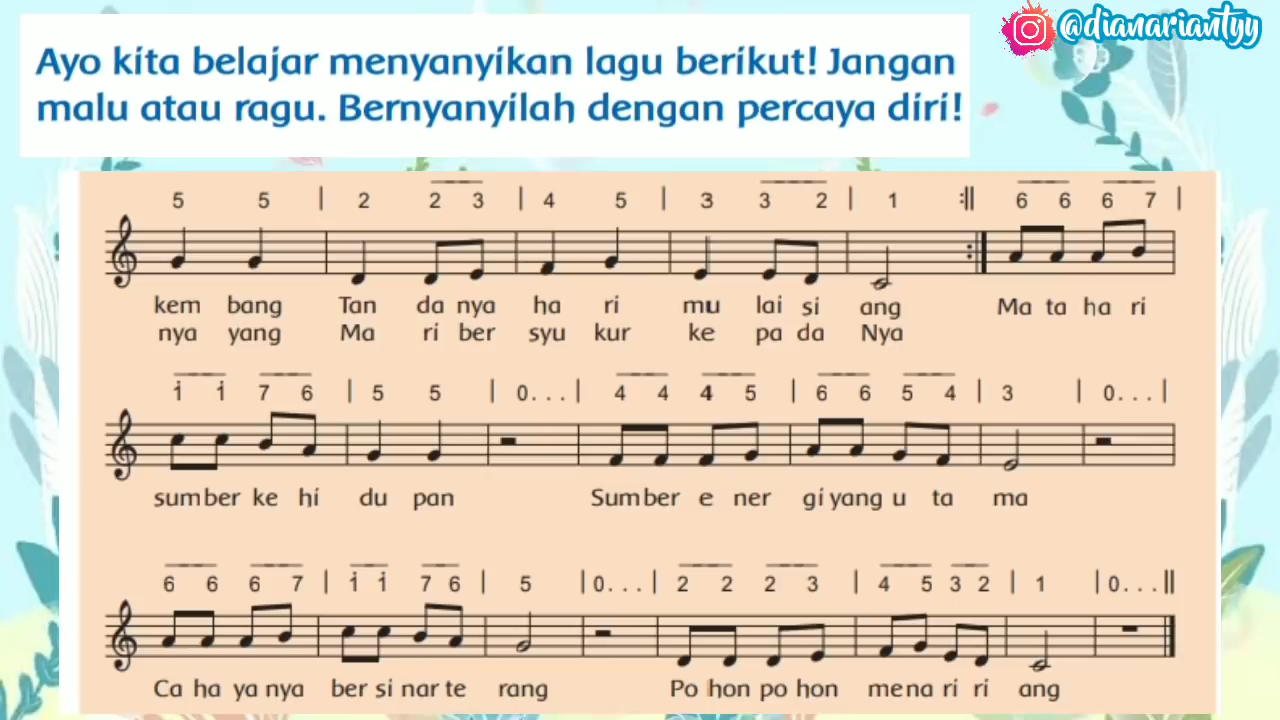 @dianariantyy
Ayo kita belajar menyanyikan lagu berikut! Jangan
malu atau ragu. Bernyanyilah dengan percaya diri!
5 5 | 2 2 3 | 4 5 | 3 3 2 | 1 :|| 6 6 6 7 |
kem bang Tan da nya ha ri mu lai si ang Ma ta ha ri
nya yang Ma ri ber syu kur ke pa da Nya
i i 7 6 | 5 5 | 0... | 4 4 4 5 | 6 6 5 4 | 3 | 0... |
sum ber ke hi du pan Sum ber e ner gi yang u ta ma
6 6 6 7 | i i 7 6 | 5 | 0... | 2 2 2 3 | 4 5 3 2 | 1 | 0... ||
Ca ha ya nya ber si nar te rang Po hon po hon me na ri ri ang